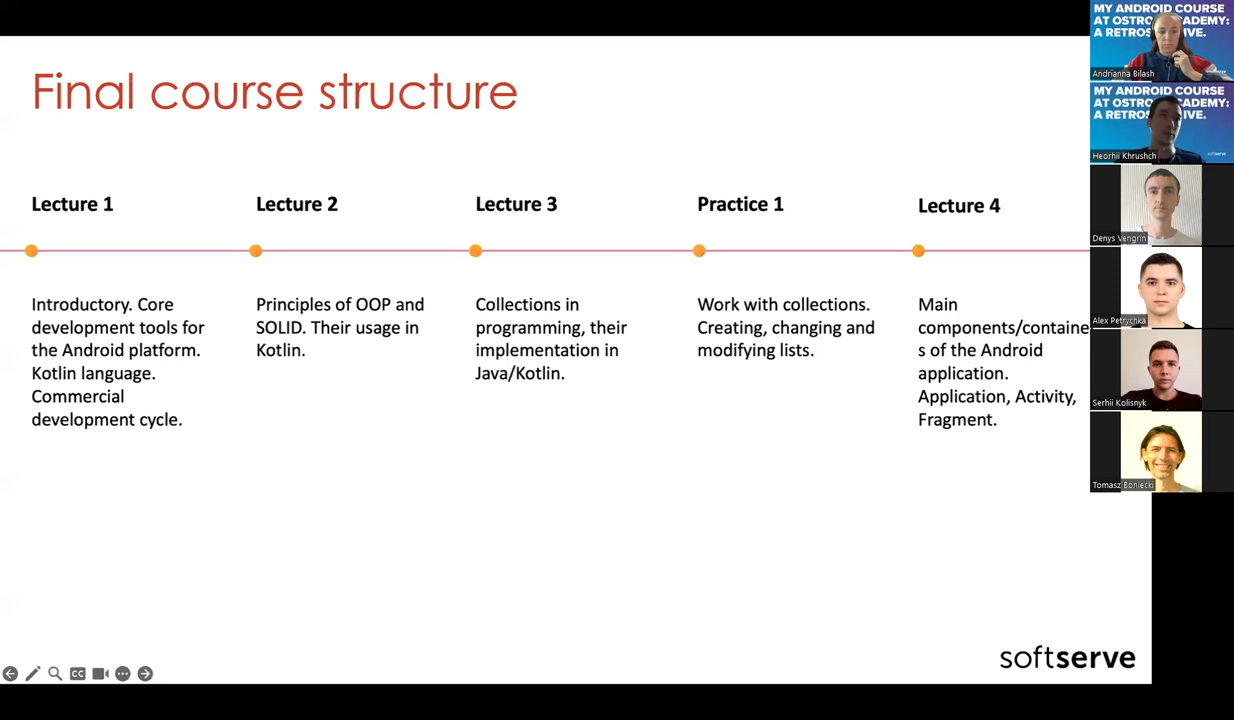 Final course structure
Lecture 1
Lecture 2
Lecture 3
Practice 1
Lecture 4
Introductory. Core
development tools for
the Android platform.
Kotlin language.
Commercial
development cycle.
Principles of OOP and
SOLID. Their usage in
Kotlin.
Collections in
programming, their
implementation in
Java/Kotlin.
Work with collections.
Creating, changing and
modifying lists.
Main
components/containe
s of the Android
application.
Application, Activity,
Fragment.
softserve
CC
MY ANDROID COURSE
AT OSTRO CADEMY:
A RETROS IVE.
Andrianna Bilash
MY ANDROID COURSE
AT OSTRO CADEMY:
A RETROS IVE.
softserve
Heorhii Khrushch
Denys Vengrin
Alex Petrychka
Serhii Kolisnyk
Tomasz Boniecki